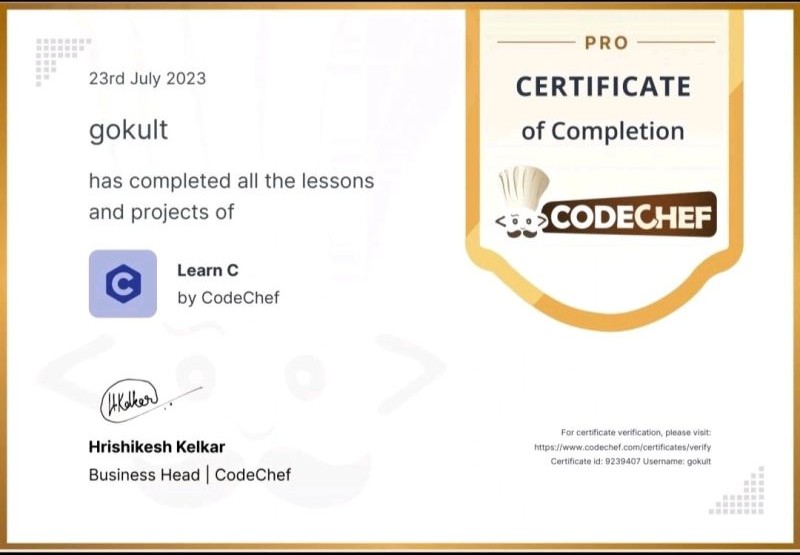 23rd July 2023
gokult
has completed all the lessons
and projects of
C
Learn C
by CodeChef
H.Kelkar
Hrishikesh Kelkar
Business Head | CodeChef
PRO
CERTIFICATE
of Completion
CODECHEF
For certificate verification, please visit:
https://www.codechef.com/certificates/verify
Certificate id: 9239407 Username: gokult